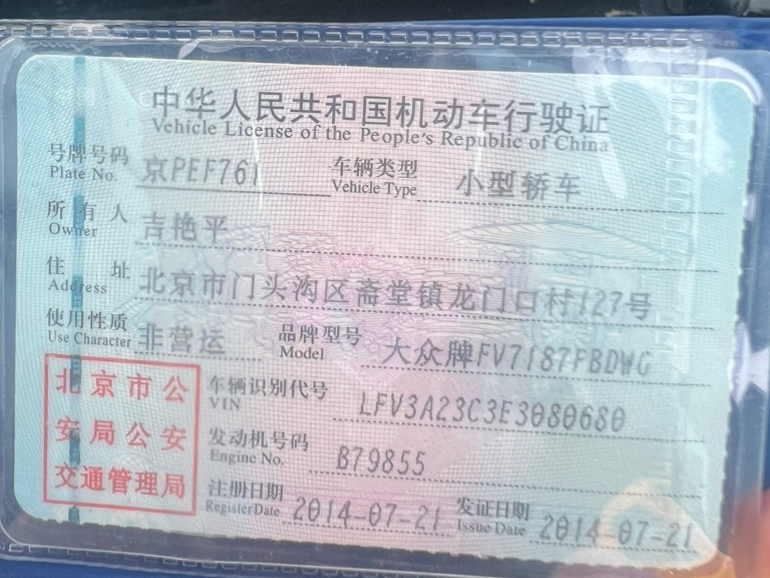 中华人民共和国机动车行驶证
Vehicle License of the People's Republic of China
号牌号码 京PEF761 车辆类型 小型轿车
Plate No. Vehicle Type
所有人 吉艳平
Owner
住址 北京市门头沟区斋堂镇龙门口村127号
Address
使用性质 非营运 品牌型号 大众牌FV7187FBDWG
Use Character Model
北京市公安局公安交通管理局
车辆识别代号 LFV3A23C3E3080680
VIN
发动机号码 B79855
Engine No.
注册日期 2014-07-21 发证日期 2014-07-21
Register Date Issue Date